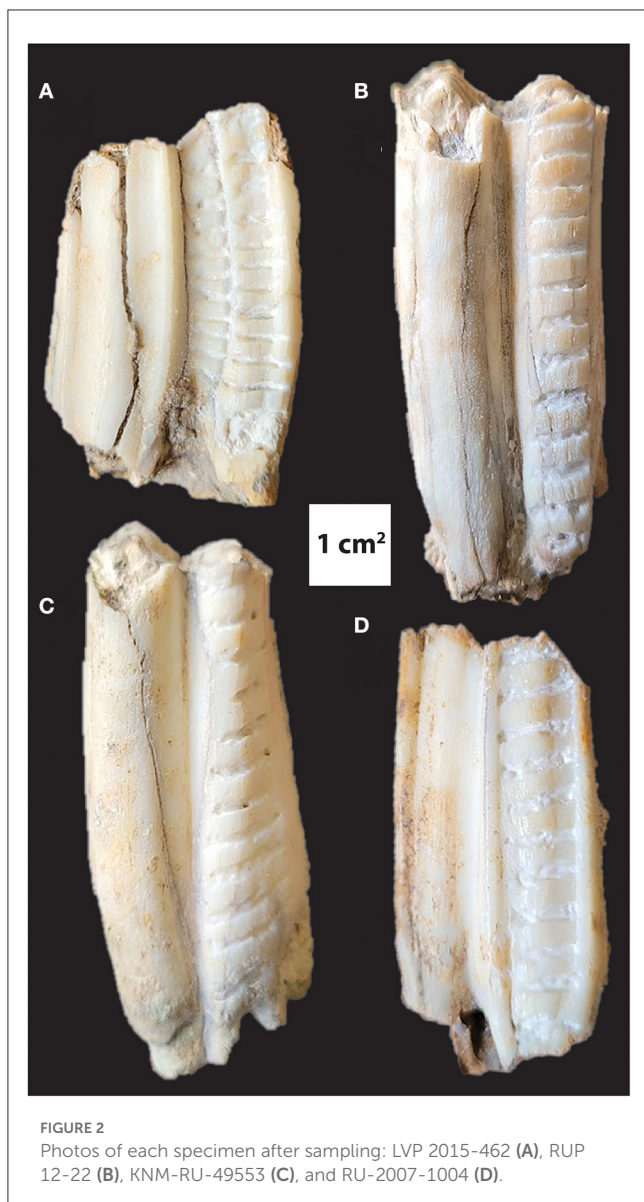 A
B
1 cm²
C
D
FIGURE 2
Photos of each specimen after sampling: LVP 2015-462 (A), RUP
12-22 (B), KNM-RU-49553 (C), and RU-2007-1004 (D).